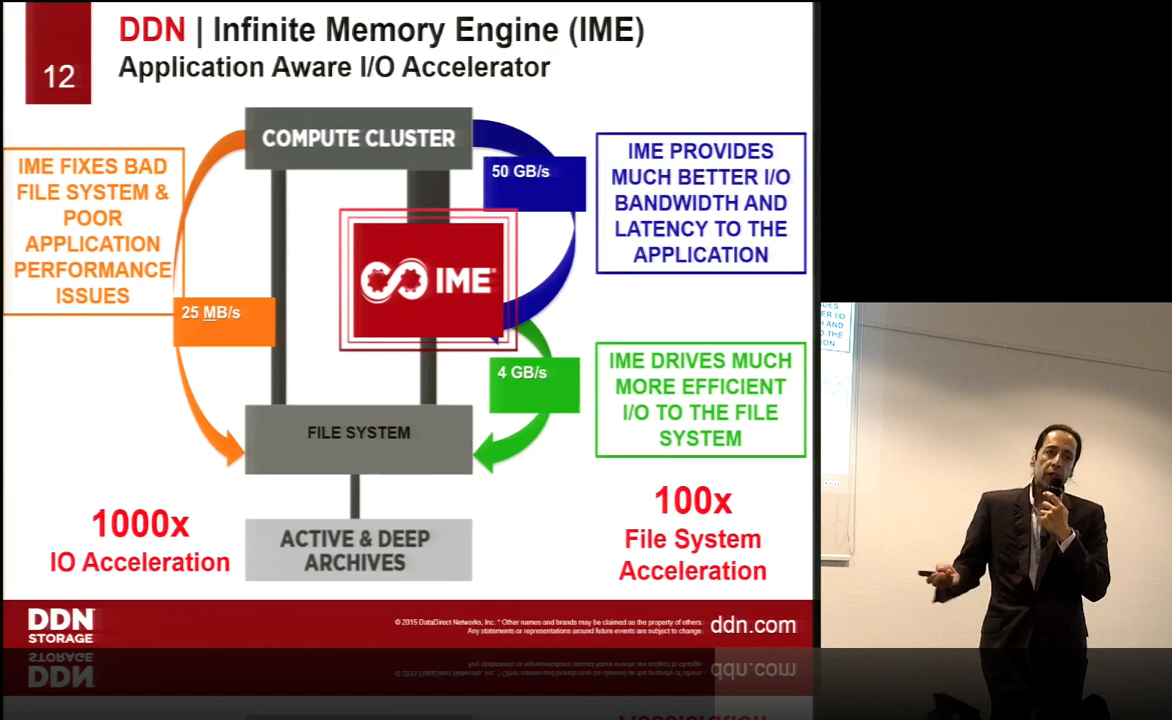 12
DDN | Infinite Memory Engine (IME)
Application Aware I/O Accelerator
COMPUTE CLUSTER
IME FIXES BAD
FILE SYSTEM &
POOR
APPLICATION
PERFORMANCE
ISSUES
25 MB/s
50 GB/s
IME PROVIDES
MUCH BETTER I/O
BANDWIDTH AND
LATENCY TO THE
APPLICATION
IME
4 GB/s
IME DRIVES MUCH
MORE EFFICIENT
I/O TO THE FILE
SYSTEM
FILE SYSTEM
1000x
IO Acceleration
ACTIVE & DEEP
ARCHIVES
100x
File System
Acceleration
DDN
STORAGE
© 2015 DataDirect Networks, Inc. * Other names and brands may be claimed as the property of others.
Any statements or representations around future events are subject to change.
ddn.com